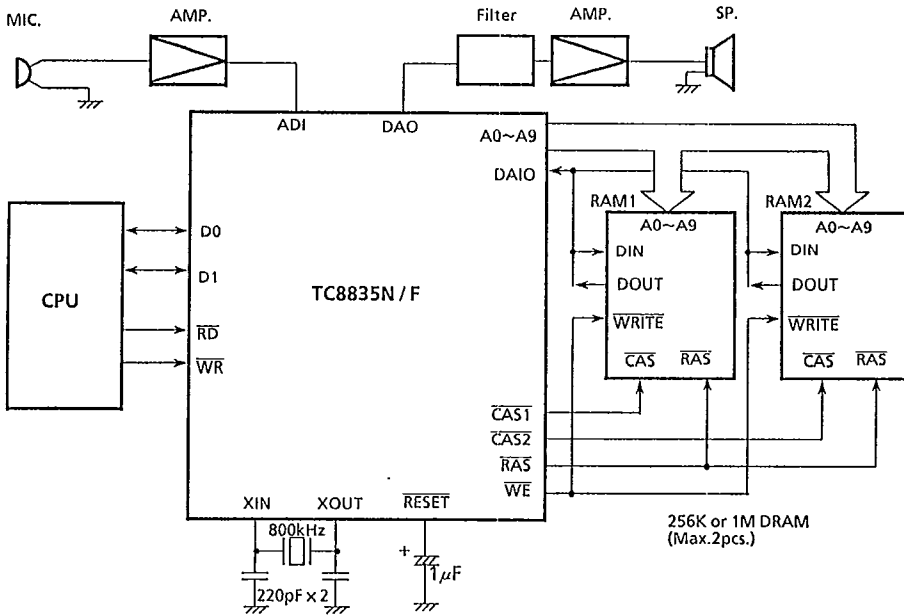 MIC.
AMP.
Filter
AMP.
SP.
ADI
DAO
A0~A9
DAIO
RAM1
RAM2
A0~A9
A0~A9
CPU
D0
D1
RD
WR
TC8835N / F
DIN
DOUT
WRITE
CAS
RAS
DIN
DOUT
WRITE
CAS
RAS
CAS1
CAS2
RAS
WE
XIN
XOUT
RESET
800kHz
220pF × 2
+
1μF
256K or 1M DRAM
(Max.2pcs.)